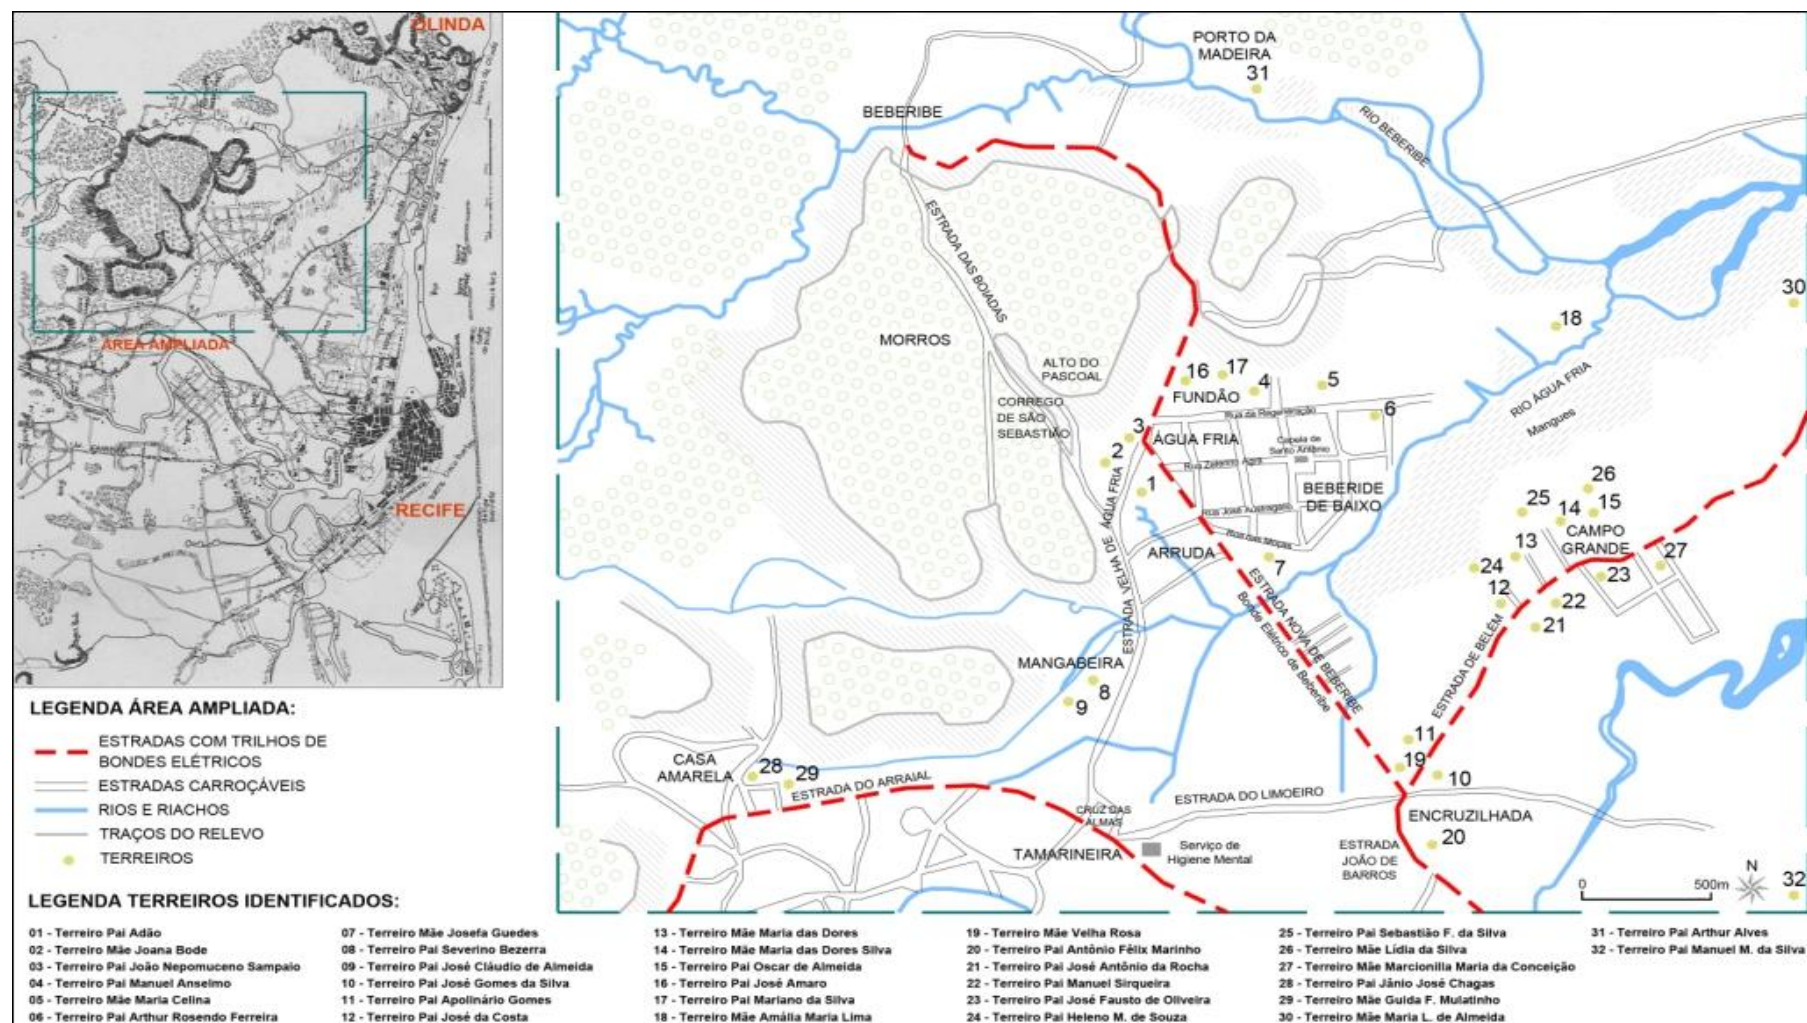 OLINDA
ÁREA AMPLIADA
RECIFE
PORTO DA
MADEIRA
31
BEBERIBE
RIO BEBERIBE
ESTRADA DAS BOIADAS
30
18
MORROS
ALTO DO
PASCOAL
16
17
4
5
FUNDÃO
6
Rua da Regeneração
RIO ÁGUA FRIA
Mangues
CORREGO
DE SÃO
SEBASTIÃO
3
ÁGUA FRIA
2
Capela de
Santo Antônio
1
BEBERIDE
DE BAIXO
26
25
15
14
CAMPO
GRANDE
ESTRADA VELHA DE ÁGUA FRIA
Rua das Moças
ARRUDA
7
13
24
27
23
12
22
21
ESTRADA NOVA DE BEBERIBE
Bonde Elétrico de Beberibe
ESTRADA DE BELÉM
MANGABEIRA
8
9
11
CASA
AMARELA
28
29
ESTRADA DO ARRAIAL
19
10
ESTRADA DO LIMOEIRO
CRUZ DAS
ALMAS
ENCRUZILHADA
TAMARINEIRA
Serviço de
Higiene Mental
ESTRADA
JOÃO DE
BARROS
20
N
0 500m
32
LEGENDA ÁREA AMPLIADA:
ESTRADAS COM TRILHOS DE
BONDES ELÉTRICOS
ESTRADAS CARROÇÁVEIS
RIOS E RIACHOS
TRAÇOS DO RELEVO
TERREIROS
LEGENDA TERREIROS IDENTIFICADOS:
01 - Terreiro Pai Adão
02 - Terreiro Mãe Joana Bode
03 - Terreiro Pai João Nepomuceno Sampaio
04 - Terreiro Pai Manuel Anselmo
05 - Terreiro Mãe Maria Celina
06 - Terreiro Pai Arthur Rosendo Ferreira
07 - Terreiro Mãe Josefa Guedes
08 - Terreiro Pai Severino Bezerra
09 - Terreiro Pai José Cláudio de Almeida
10 - Terreiro Pai José Gomes da Silva
11 - Terreiro Pai Apolinário Gomes
12 - Terreiro Pai José da Costa
13 - Terreiro Mãe Maria das Dores
14 - Terreiro Mãe Maria das Dores Silva
15 - Terreiro Pai Oscar de Almeida
16 - Terreiro Pai José Amaro
17 - Terreiro Pai Mariano da Silva
18 - Terreiro Mãe Amália Maria Lima
19 - Terreiro Mãe Velha Rosa
20 - Terreiro Pai Antônio Félix Marinho
21 - Terreiro Pai José Antônio da Rocha
22 - Terreiro Pai Manuel Sirqueira
23 - Terreiro Pai José Fausto de Oliveira
24 - Terreiro Pai Heleno M. de Souza
25 - Terreiro Pai Sebastião F. da Silva
26 - Terreiro Mãe Lídia da Silva
27 - Terreiro Mãe Marcionilla Maria da Conceição
28 - Terreiro Pai Jânio José Chagas
29 - Terreiro Mãe Guida F. Mulatinho
30 - Terreiro Mãe Maria L. de Almeida
31 - Terreiro Pai Arthur Alves
32 - Terreiro Pai Manuel M. da Silva